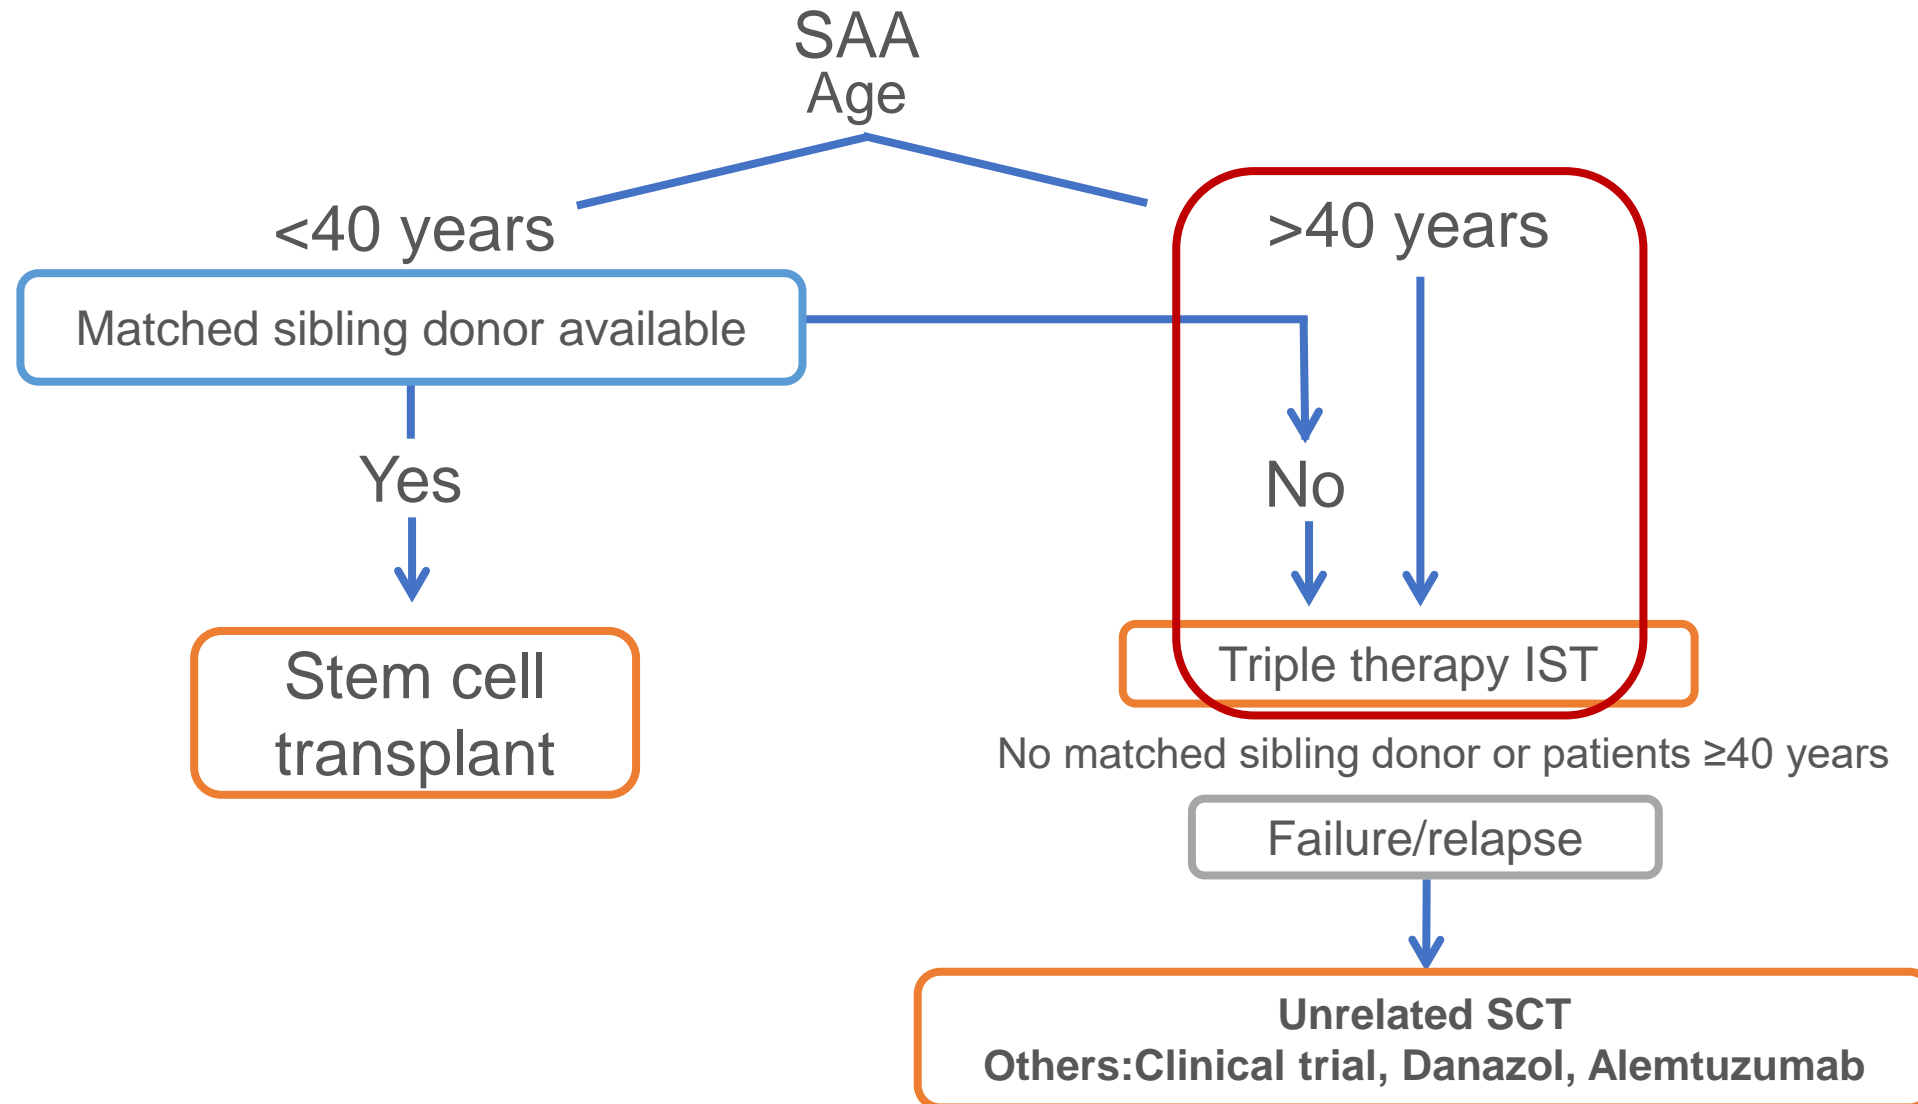 SAA
Age
<40 years
>40 years
Matched sibling donor available
Yes
No
Stem cell
transplant
Triple therapy IST
No matched sibling donor or patients ≥40 years
Failure/relapse
Unrelated SCT
Others:Clinical trial, Danazol, Alemtuzumab